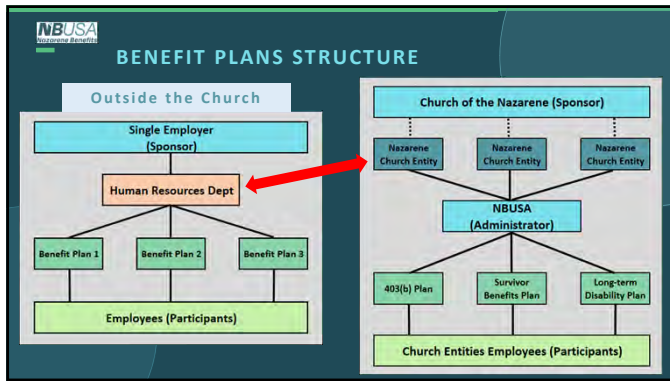 NBUSA
Nazarene Benefits
BENEFIT PLANS STRUCTURE
Outside the Church
Single Employer
(Sponsor)
Human Resources Dept
Benefit Plan 1
Benefit Plan 2
Benefit Plan 3
Employees (Participants)
Church of the Nazarene (Sponsor)
Nazarene
Church Entity
Nazarene
Church Entity
Nazarene
Church Entity
NBUSA
(Administrator)
403(b) Plan
Survivor
Benefits Plan
Long-term
Disability Plan
Church Entities Employees (Participants)